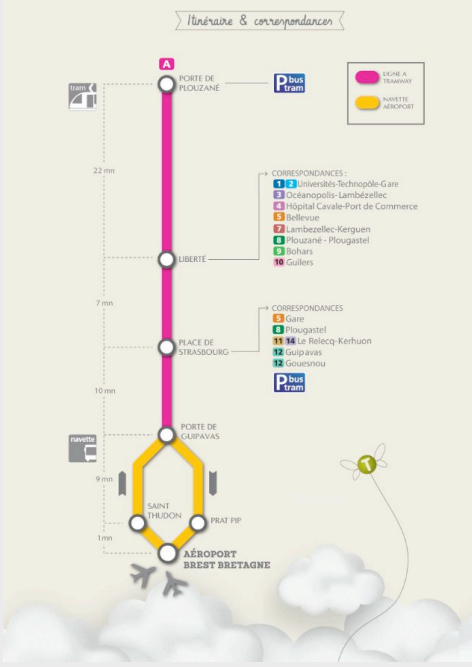 Itinéraire & correspondances
A
PORTE DE
PLOUZANÉ
P bus
tram
LIGNE A
TRAMWAY
NAVETTE
AÉROPORT
tram
22 mn
CORRESPONDANCES :
1 2 Universités-Technopôle-Gare
3 Océanopolis-Lambézellec
4 Hôpital Cavale-Port de Commerce
5 Bellevue
7 Lambezellec-Kerguen
8 Plouzané - Plougastel
9 Bohars
10 Guilers
LIBERTÉ
7 mn
CORRESPONDANCES
5 Gare
8 Plougastel
11 14 Le Relecq-Kerhuon
12 Guipavas
12 Gouesnou
P bus
tram
PLACE DE
STRASBOURG
10 mn
PORTE DE
GUIPAVAS
navette
9 mn
SAINT
THUDON
PRAT PIP
1mn
AÉROPORT
BREST BRETAGNE
T